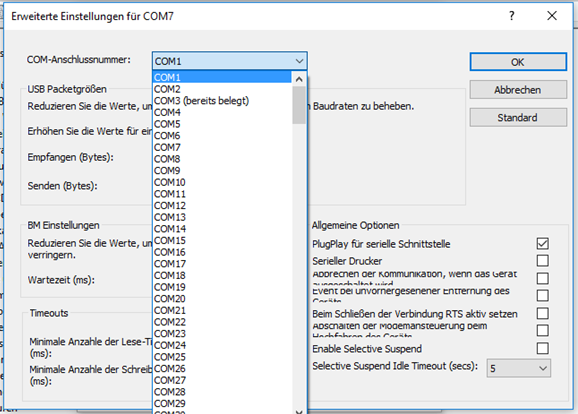 Erweiterte Einstellungen für COM7
COM-Anschlussnummer:
COM1
OK
Abbrechen
Standard
COM1
COM2
COM3 (bereits belegt)
COM4
COM5
COM6
COM7
COM8
COM9
COM10
COM11
COM12
COM13
COM14
COM15
COM16
COM17
COM18
COM19
COM20
COM21
COM22
COM23
COM24
COM25
COM26
COM27
COM28
COM29
USB Packetgrößen
Reduzieren Sie die Werte, um
Baudraten zu beheben.
Erhöhen Sie die Werte für ein
Empfangen (Bytes):
Senden (Bytes):
BM Einstellungen
Reduzieren Sie die Werte, um
verringern.
Wartezeit (ms):
Timeouts
Minimale Anzahle der Lese-Ti
(ms):
Minimale Anzahle der Schreib
(ms):
Allgemeine Optionen
PlugPlay für serielle Schnittstelle
Serieller Drucker
Abbrechen der Kommunikation, wenn das Gerät
ausgeschaltet wird
Event bei unvorhergesehener Entfernung des
Geräts
Beim Schließen der Verbindung RTS aktiv setzen
Abschalten der Modemansteuerung beim
Hochfahren des Geräts
Enable Selective Suspend
Selective Suspend Idle Timeout (secs):
5